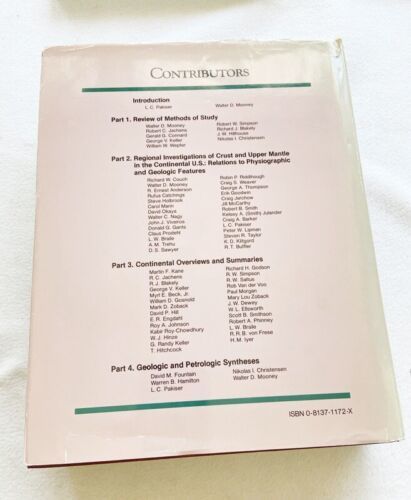 CONTRIBUTORS
Introduction
L. C. Pakiser Walter D. Mooney
Part 1. Review of Methods of Study
Walter D. Mooney Robert W. Simpson
Robert C. Jachens Richard J. Blakely
Gerald G. Connard J. W. Hillhouse
George V. Keller Nikolas I. Christensen
William W. Wepfer
Part 2. Regional Investigations of Crust and Upper Mantle
in the Continental U.S.: Relations to Physiographic
and Geologic Features
Richard W. Couch Robin P. Riddihough
Walter D. Mooney Craig S. Weaver
R. Ernest Anderson George A. Thompson
Rufus Catchings Erik Goodwin
Steve Holbrook Craig Jarchow
Carol Mann Jill McCarthy
David Okaya Robert B. Smith
Walter C. Nagy Kelsey A. (Smith) Julander
John J. Viveiros Craig A. Barker
Donald G. Gants L. C. Pakiser
Claus Prodehl Peter W. Lipman
L. W. Braile Steven R. Taylor
A. M. Trehu K. D. Klitgord
D. S. Sawyer R. T. Buffler
Part 3. Continental Overviews and Summaries
Martin F. Kane Richard H. Godson
R. C. Jachens R. W. Simpson
R. J. Blakely R. W. Saltus
George V. Keller Rob Van der Voo
Myrl E. Beck, Jr. Paul Morgan
William D. Gosnold Mary Lou Zoback
Mark D. Zoback J. W. Dewey
David P. Hill W. L. Ellsworth
E. R. Engdahl Scott B. Smithson
Roy A. Johnson Robert A. Phinney
Kabir Roy-Chowdhury L. W. Braile
W. J. Hinze R. R. B. von Frese
G. Randy Keller H. M. Iyer
T. Hitchcock
Part 4. Geologic and Petrologic Syntheses
David M. Fountain Nikolas I. Christensen
Warren B. Hamilton Walter D. Mooney
L. C. Pakiser
ISBN 0-8137-1172-X